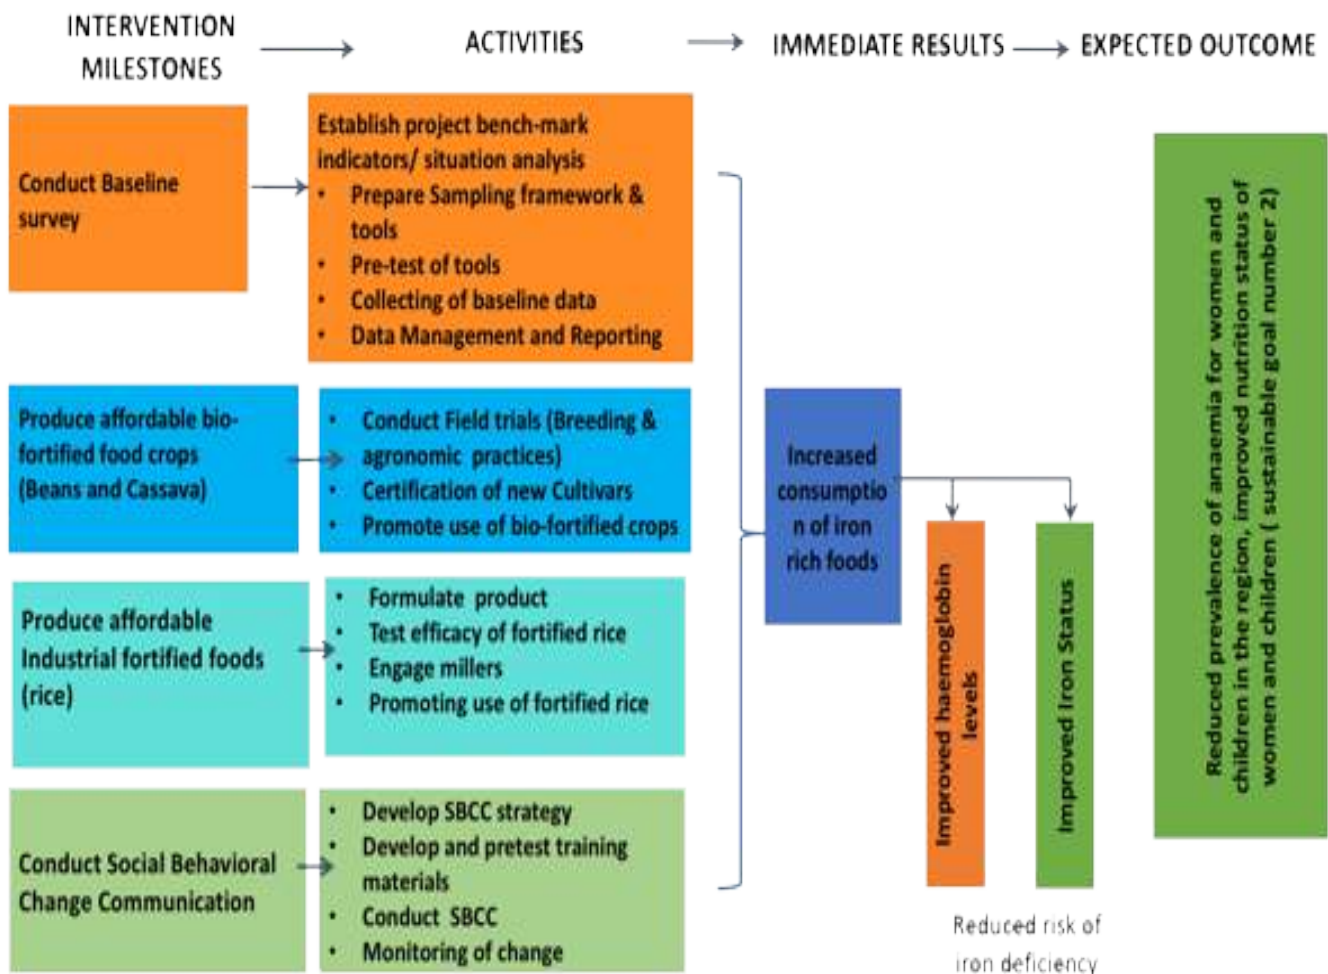 INTERVENTION
MILESTONES
ACTIVITIES
IMMEDIATE RESULTS
EXPECTED OUTCOME
Conduct Baseline
survey
Establish project bench-mark
indicators/ situation analysis
• Prepare Sampling framework &
tools
• Pre-test of tools
• Collecting of baseline data
• Data Management and Reporting
Produce affordable bio-
fortified food crops
(Beans and Cassava)
• Conduct Field trials (Breeding &
agronomic practices)
• Certification of new Cultivars
• Promote use of bio-fortified crops
Produce affordable
Industrial fortified foods
(rice)
• Formulate product
• Test efficacy of fortified rice
• Engage millers
• Promoting use of fortified rice
Conduct Social Behavioral
Change Communication
• Develop SBCC strategy
• Develop and pretest training
materials
• Conduct SBCC
• Monitoring of change
Increased
consumptio
n of iron
rich foods
Improved haemoglobin
levels
Improved Iron Status
Reduced risk of
iron deficiency
Reduced prevalence of anaemia for women and
children in the region, improved nutrition status of
women and children ( sustainable goal number 2)